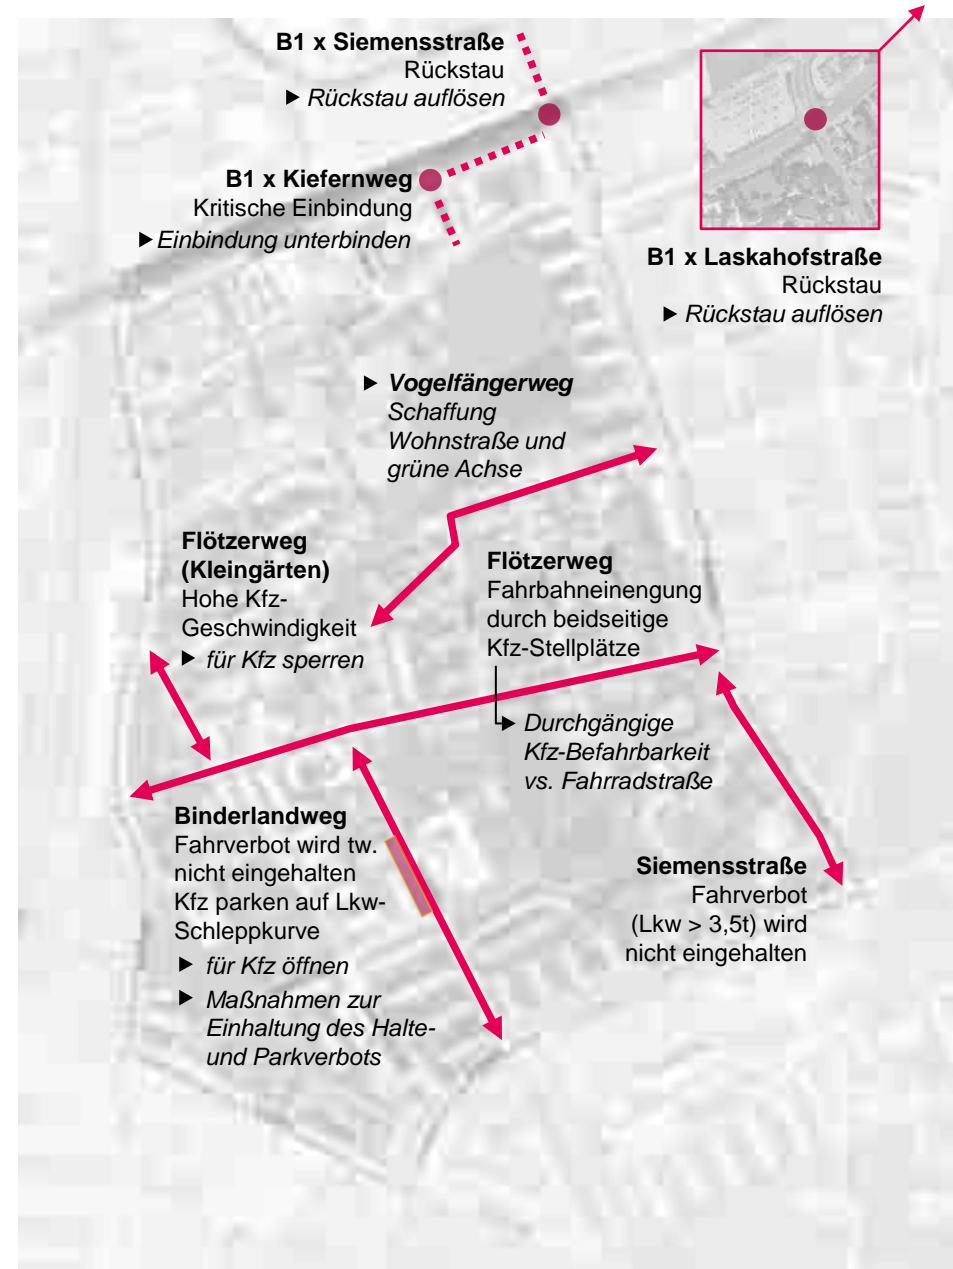 B1 x Siemensstraße
Rückstau
▶ Rückstau auflösen
B1 x Kiefernweg
Kritische Einbindung
▶ Einbindung unterbinden
B1 x Laskahofstraße
Rückstau
▶ Rückstau auflösen
▶ Vogelfängerweg
Schaffung
Wohnstraße und
grüne Achse
Flötzerweg
(Kleingärten)
Hohe Kfz-
Geschwindigkeit
▶ für Kfz sperren
Flötzerweg
Fahrbahneinengung
durch beidseitige
Kfz-Stellplätze
▶ Durchgängige
Kfz-Befahrbarkeit
vs. Fahrradstraße
Binderlandweg
Fahrverbot wird tw.
nicht eingehalten
Kfz parken auf Lkw-
Schleppkurve
▶ für Kfz öffnen
▶ Maßnahmen zur
Einhaltung des Halte-
und Parkverbots
Siemensstraße
Fahrverbot
(Lkw > 3,5t) wird
nicht eingehalten